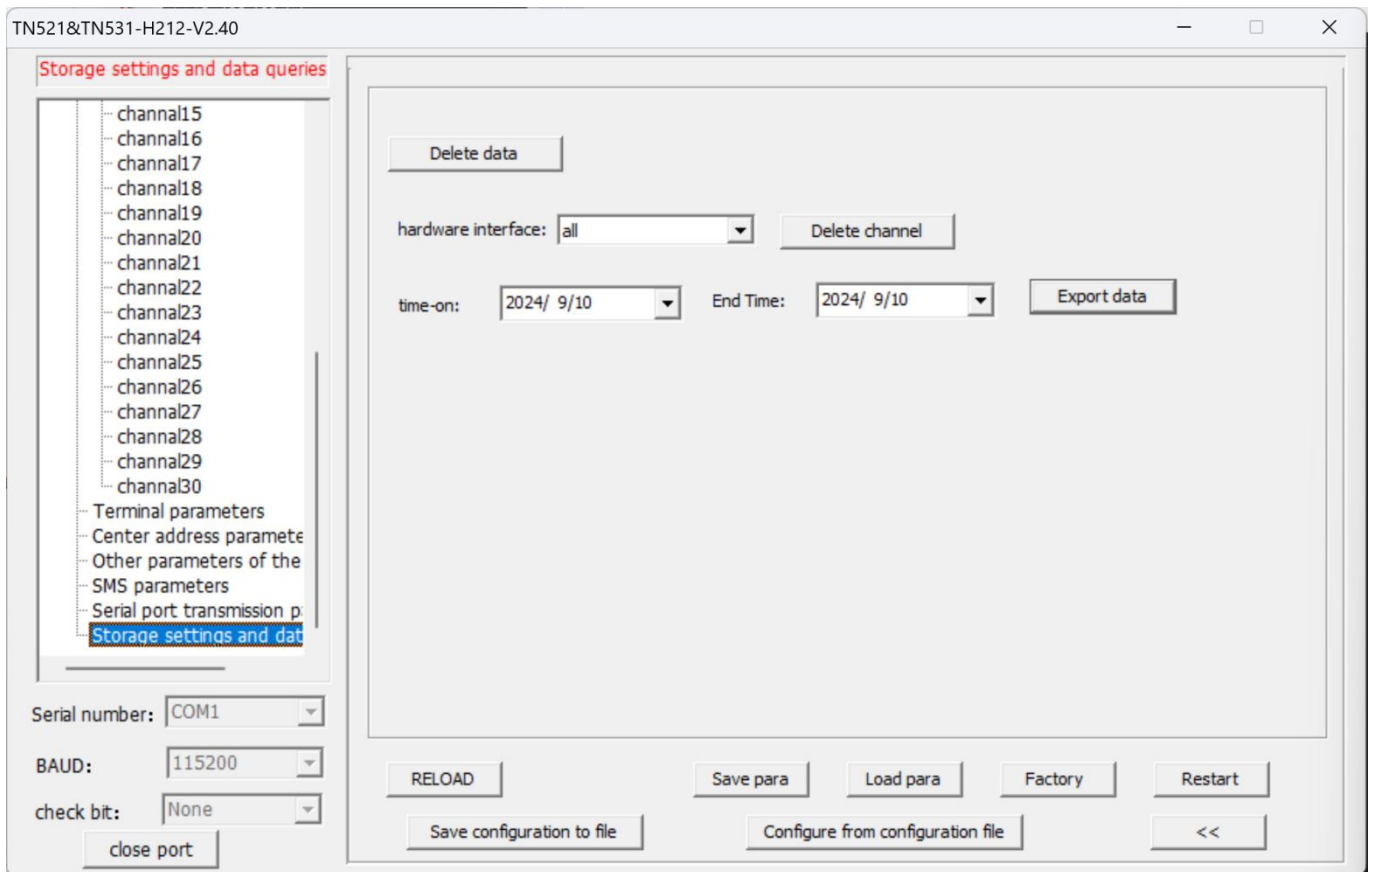 TN521&TN531-H212-V2.40
Storage settings and data queries
channal15
channal16
channal17
channal18
channal19
channal20
channal21
channal22
channal23
channal24
channal25
channal26
channal27
channal28
channal29
channal30
Terminal parameters
Center address paramete
Other parameters of the
SMS parameters
Serial port transmission p
Storage settings and dat
Serial number: COM1
BAUD: 115200
check bit: None
close port
Delete data
hardware interface: all Delete channel
time-on: 2024/ 9/10 End Time: 2024/ 9/10 Export data
RELOAD Save para Load para Factory Restart
Save configuration to file Configure from configuration file <<